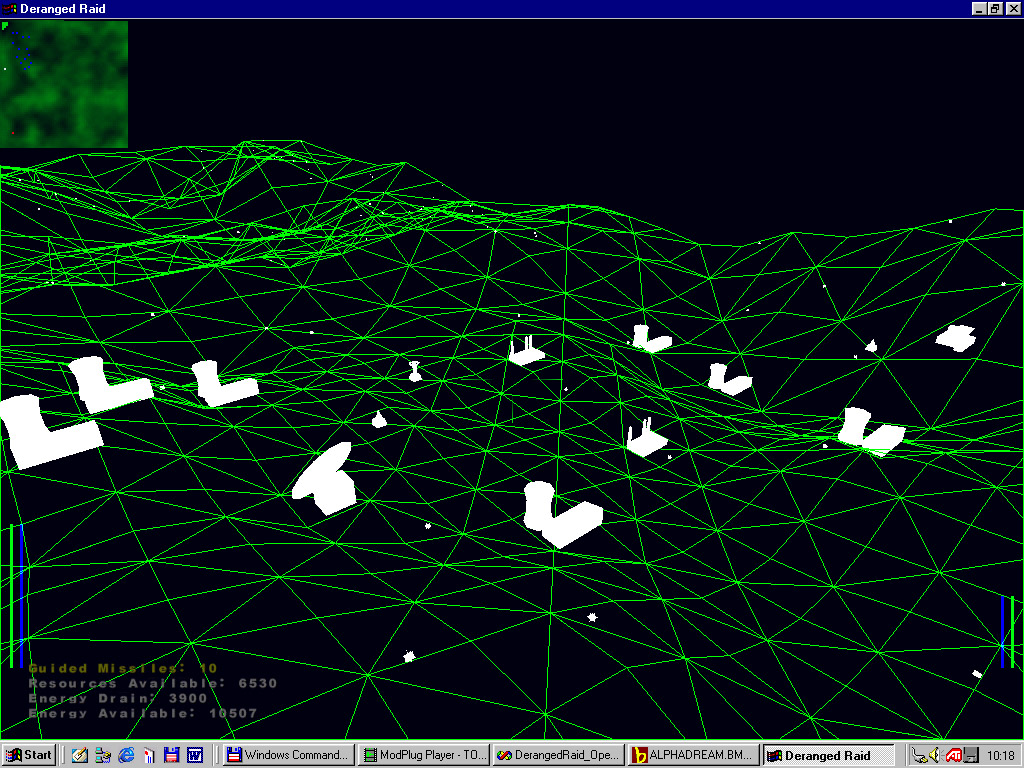 Deranged Raid
Guided Missiles: 10
Resources Available: 6530
Energy Drain: 3900
Energy Available: 10507
Start
Windows Command...
ModPlug Player - TO...
DerangedRaid_Ope...
ALPHADREAM.BM...
Deranged Raid
10:18